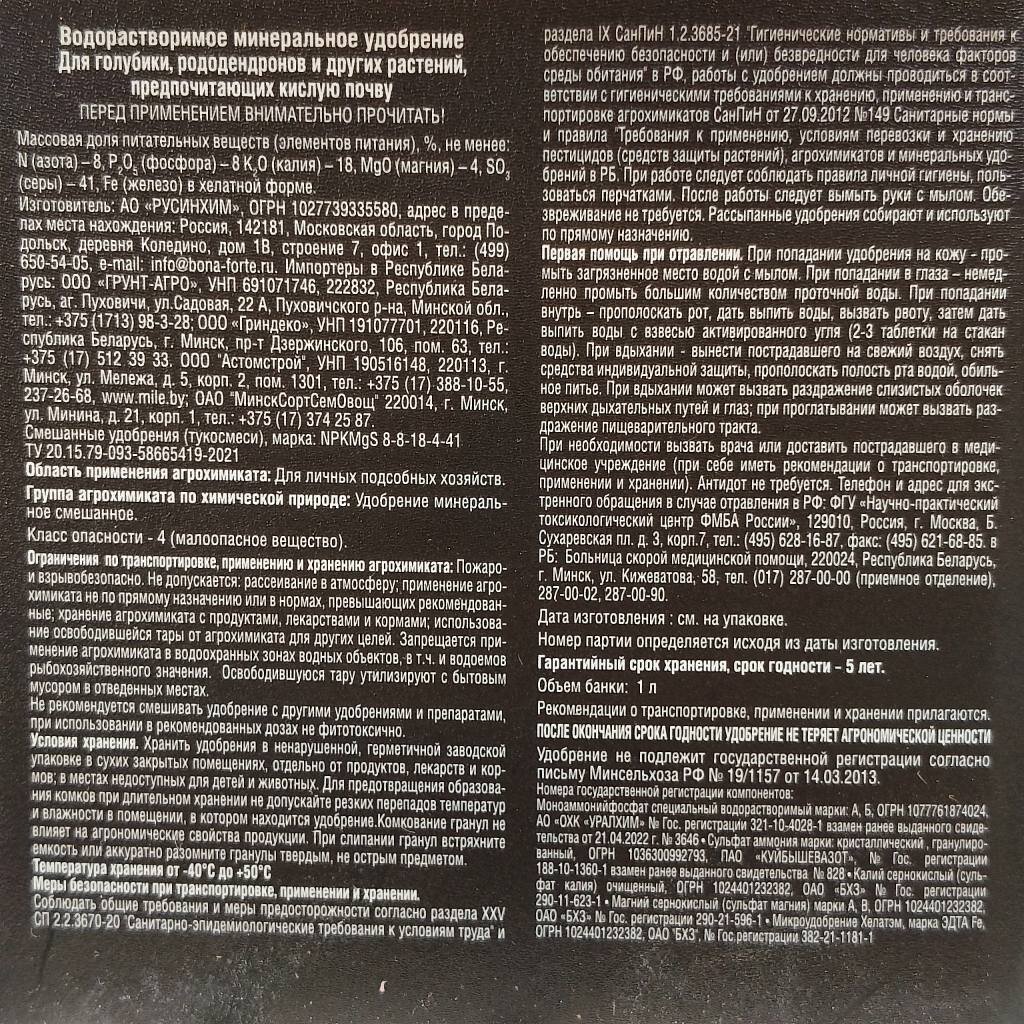 Водорастворимое минеральное удобрение
Для голубики, рододендронов и других растений,
предпочитающих кислую почву
ПЕРЕД ПРИМЕНЕНИЕМ ВНИМАТЕЛЬНО ПРОЧИТАТЬ!
Массовая доля питательных веществ (элементов питания), %, не менее:
N (азота) – 8, P₂O₅ (фосфора) – 8 K₂O (калия) – 18, MgO (магния) – 4, SO₃
(серы) – 41, Fe (железо) в хелатной форме.
Изготовитель: АО «РУСИНХИМ», ОГРН 1027739335580, адрес в преде-
лах места нахождения: Россия, 142181, Московская область, город По-
дольск, деревня Коледино, дом 1В, строение 7, офис 1, тел.: (499)
650-54-05, e-mail: info@bona-forte.ru. Импортеры в Республике Бела-
русь: ООО «ГРУНТ-АГРО», УНП 691071746, 222832, Республика Бела-
русь, аг. Пуховичи, ул.Садовая, 22 А, Пуховичского р-на, Минской обл.,
тел.: +375 (1713) 98-3-28; ООО «Гриндеко», УНП 191077701, 220116, Ре-
спублика Беларусь, г. Минск, пр-т Дзержинского, 106, пом. 63, тел.:
+375 (17) 512 39 33. ООО "Астомстрой", УНП 190516148, 220113, г.
Минск, ул. Мележа, д. 5, корп. 2, пом. 1301, тел.: +375 (17) 388-10-55,
237-26-68, www.mile.by; ОАО "МинскСортСемОвощ" 220014, г. Минск,
ул. Минина, д. 21, корп. 1, тел.: +375 (17) 374 25 87.
Смешанные удобрения (тукосмеси), марка: NPKMgS 8-8-18-4-41
ТУ 20.15.79-093-58665419-2021
Область применения агрохимиката: Для личных подсобных хозяйств.
Группа агрохимиката по химической природе: Удобрение минераль-
ное смешанное.
Класс опасности - 4 (малоопасное вещество).
Ограничения по транспортировке, применению и хранению агрохимиката: Пожаро-
и взрывобезопасно. Не допускается: рассеивание в атмосферу; применение агро-
химиката не по прямому назначению или в нормах, превышающих рекомендован-
ные; хранение агрохимиката с продуктами, лекарствами и кормами; использова-
ние освободившейся тары от агрохимиката для других целей. Запрещается при-
менение агрохимиката в водоохранных зонах водных объектов, в т.ч. и водоемов
рыбохозяйственного значения. Освободившуюся тару утилизируют с бытовым
мусором в отведенных местах.
Не рекомендуется смешивать удобрение с другими удобрениями и препаратами,
при использовании в рекомендованных дозах не фитотоксично.
Условия хранения. Хранить удобрения в ненарушенной, герметичной заводской
упаковке в сухих закрытых помещениях, отдельно от продуктов, лекарств и кор-
мов; в местах недоступных для детей и животных. Для предотвращения образова-
ния комков при длительном хранении не допускайте резких перепадов температур
и влажности в помещении, в котором находится удобрение.Комкование гранул не
влияет на агрономические свойства продукции. При слипании гранул встряхните
емкость или аккуратно разомните гранулы твердым, не острым предметом.
Температура хранения от -40°С до +50°С
Меры безопасности при транспортировке, применении и хранении.
Соблюдать общие требования и меры предосторожности согласно раздела XXV
СП 2.2.3670-20 "Санитарно-эпидемиологические требования к условиям труда" и
раздела IX СанПиН 1.2.3685-21 "Гигиенические нормативы и требования к
обеспечению безопасности и (или) безвредности для человека факторов
среды обитания" в РФ, работы с удобрением должны проводиться в соот-
ветствии с гигиеническими требованиями к хранению, применению и транс-
портировке агрохимикатов СанПиН от 27.09.2012 №149 Санитарные нормы
и правила "Требования к применению, условиям перевозки и хранению
пестицидов (средств защиты растений), агрохимикатов и минеральных удо-
брений в РБ. При работе следует соблюдать правила личной гигиены, поль-
зоваться перчатками. После работы следует вымыть руки с мылом. Обе-
звреживание не требуется. Рассыпанные удобрения собирают и используют
по прямому назначению.
Первая помощь при отравлении. При попадании удобрения на кожу - про-
мыть загрязненное место водой с мылом. При попадании в глаза – немед-
ленно промыть большим количеством проточной воды. При попадании
внутрь – прополоскать рот, дать выпить воды, вызвать рвоту, затем дать
выпить воды с взвесью активированного угля (2-3 таблетки на стакан
воды). При вдыхании - вынести пострадавшего на свежий воздух, снять
средства индивидуальной защиты, прополоскать полость рта водой, обиль-
ное питье. При вдыхании может вызвать раздражение слизистых оболочек
верхних дыхательных путей и глаз; при проглатывании может вызвать раз-
дражение пищеварительного тракта.
При необходимости вызвать врача или доставить пострадавшего в меди-
цинское учреждение (при себе иметь рекомендации о транспортировке,
применении и хранении). Антидот не требуется. Телефон и адрес для экс-
тренного обращения в случае отравления в РФ: ФГУ «Научно-практический
токсикологический центр ФМБА России», 129010, Россия, г. Москва, Б.
Сухаревская пл. д. 3, корп.7, тел.: (495) 628-16-87, факс: (495) 621-68-85. в
РБ: Больница скорой медицинской помощи, 220024, Республика Беларусь,
г. Минск, ул. Кижеватова, 58, тел. (017) 287-00-00 (приемное отделение),
287-00-02, 287-00-90.
Дата изготовления : см. на упаковке.
Номер партии определяется исходя из даты изготовления.
Гарантийный срок хранения, срок годности – 5 лет.
Объем банки: 1 л
Рекомендации о транспортировке, применении и хранении прилагаются.
ПОСЛЕ ОКОНЧАНИЯ СРОКА ГОДНОСТИ УДОБРЕНИЕ НЕ ТЕРЯЕТ АГРОНОМИЧЕСКОЙ ЦЕННОСТИ
Удобрение не подлежит государственной регистрации согласно
письму Минсельхоза РФ № 19/1157 от 14.03.2013.
Номера государственной регистрации компонентов:
Моноаммонийфосфат специальный водорастворимый марки: А, Б, ОГРН 1077761874024,
АО «ОХК «УРАЛХИМ» № Гос. регистрации 321-10-4028-1 взамен ранее выданного свиде-
тельства от 21.04.2022 г. № 3646 • Сульфат аммония марки: кристаллический, гранулиро-
ванный, ОГРН 1036300992793, ПАО «КУЙБЫШЕВАЗОТ», № Гос. регистрации
188-10-1360-1 взамен ранее выданного свидетельства № 828 • Калий сернокислый (суль-
фат калия) очищенный, ОГРН 1024401232382, ОАО «БХЗ» № Гос. регистрации
290-11-623-1 • Магний сернокислый (сульфат магния) марки А, В, ОГРН 1024401232382,
ОАО «БХЗ» № Гос. регистрации 290-21-596-1 • Микроудобрение Хелатэм, марка ЭДТА Fe,
ОГРН 1024401232382, ОАО "БХЗ", № Гос.регистрации 382-21-1181-1